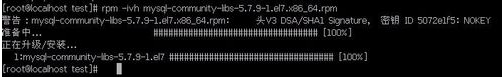 [root@localhost test]# rpm -ivh mysql-community-libs-5.7.9-1.el7.x86_64.rpm
警告：mysql-community-libs-5.7.9-1.el7.x86_64.rpm: 头V3 DSA/SHA1 Signature, 密钥 ID 5072e1f5: NOKEY
准备中... ################################# [100%]
正在升级/安装...
1:mysql-community-libs-5.7.9-1.el7 ################################# [100%]
[root@localhost test]#